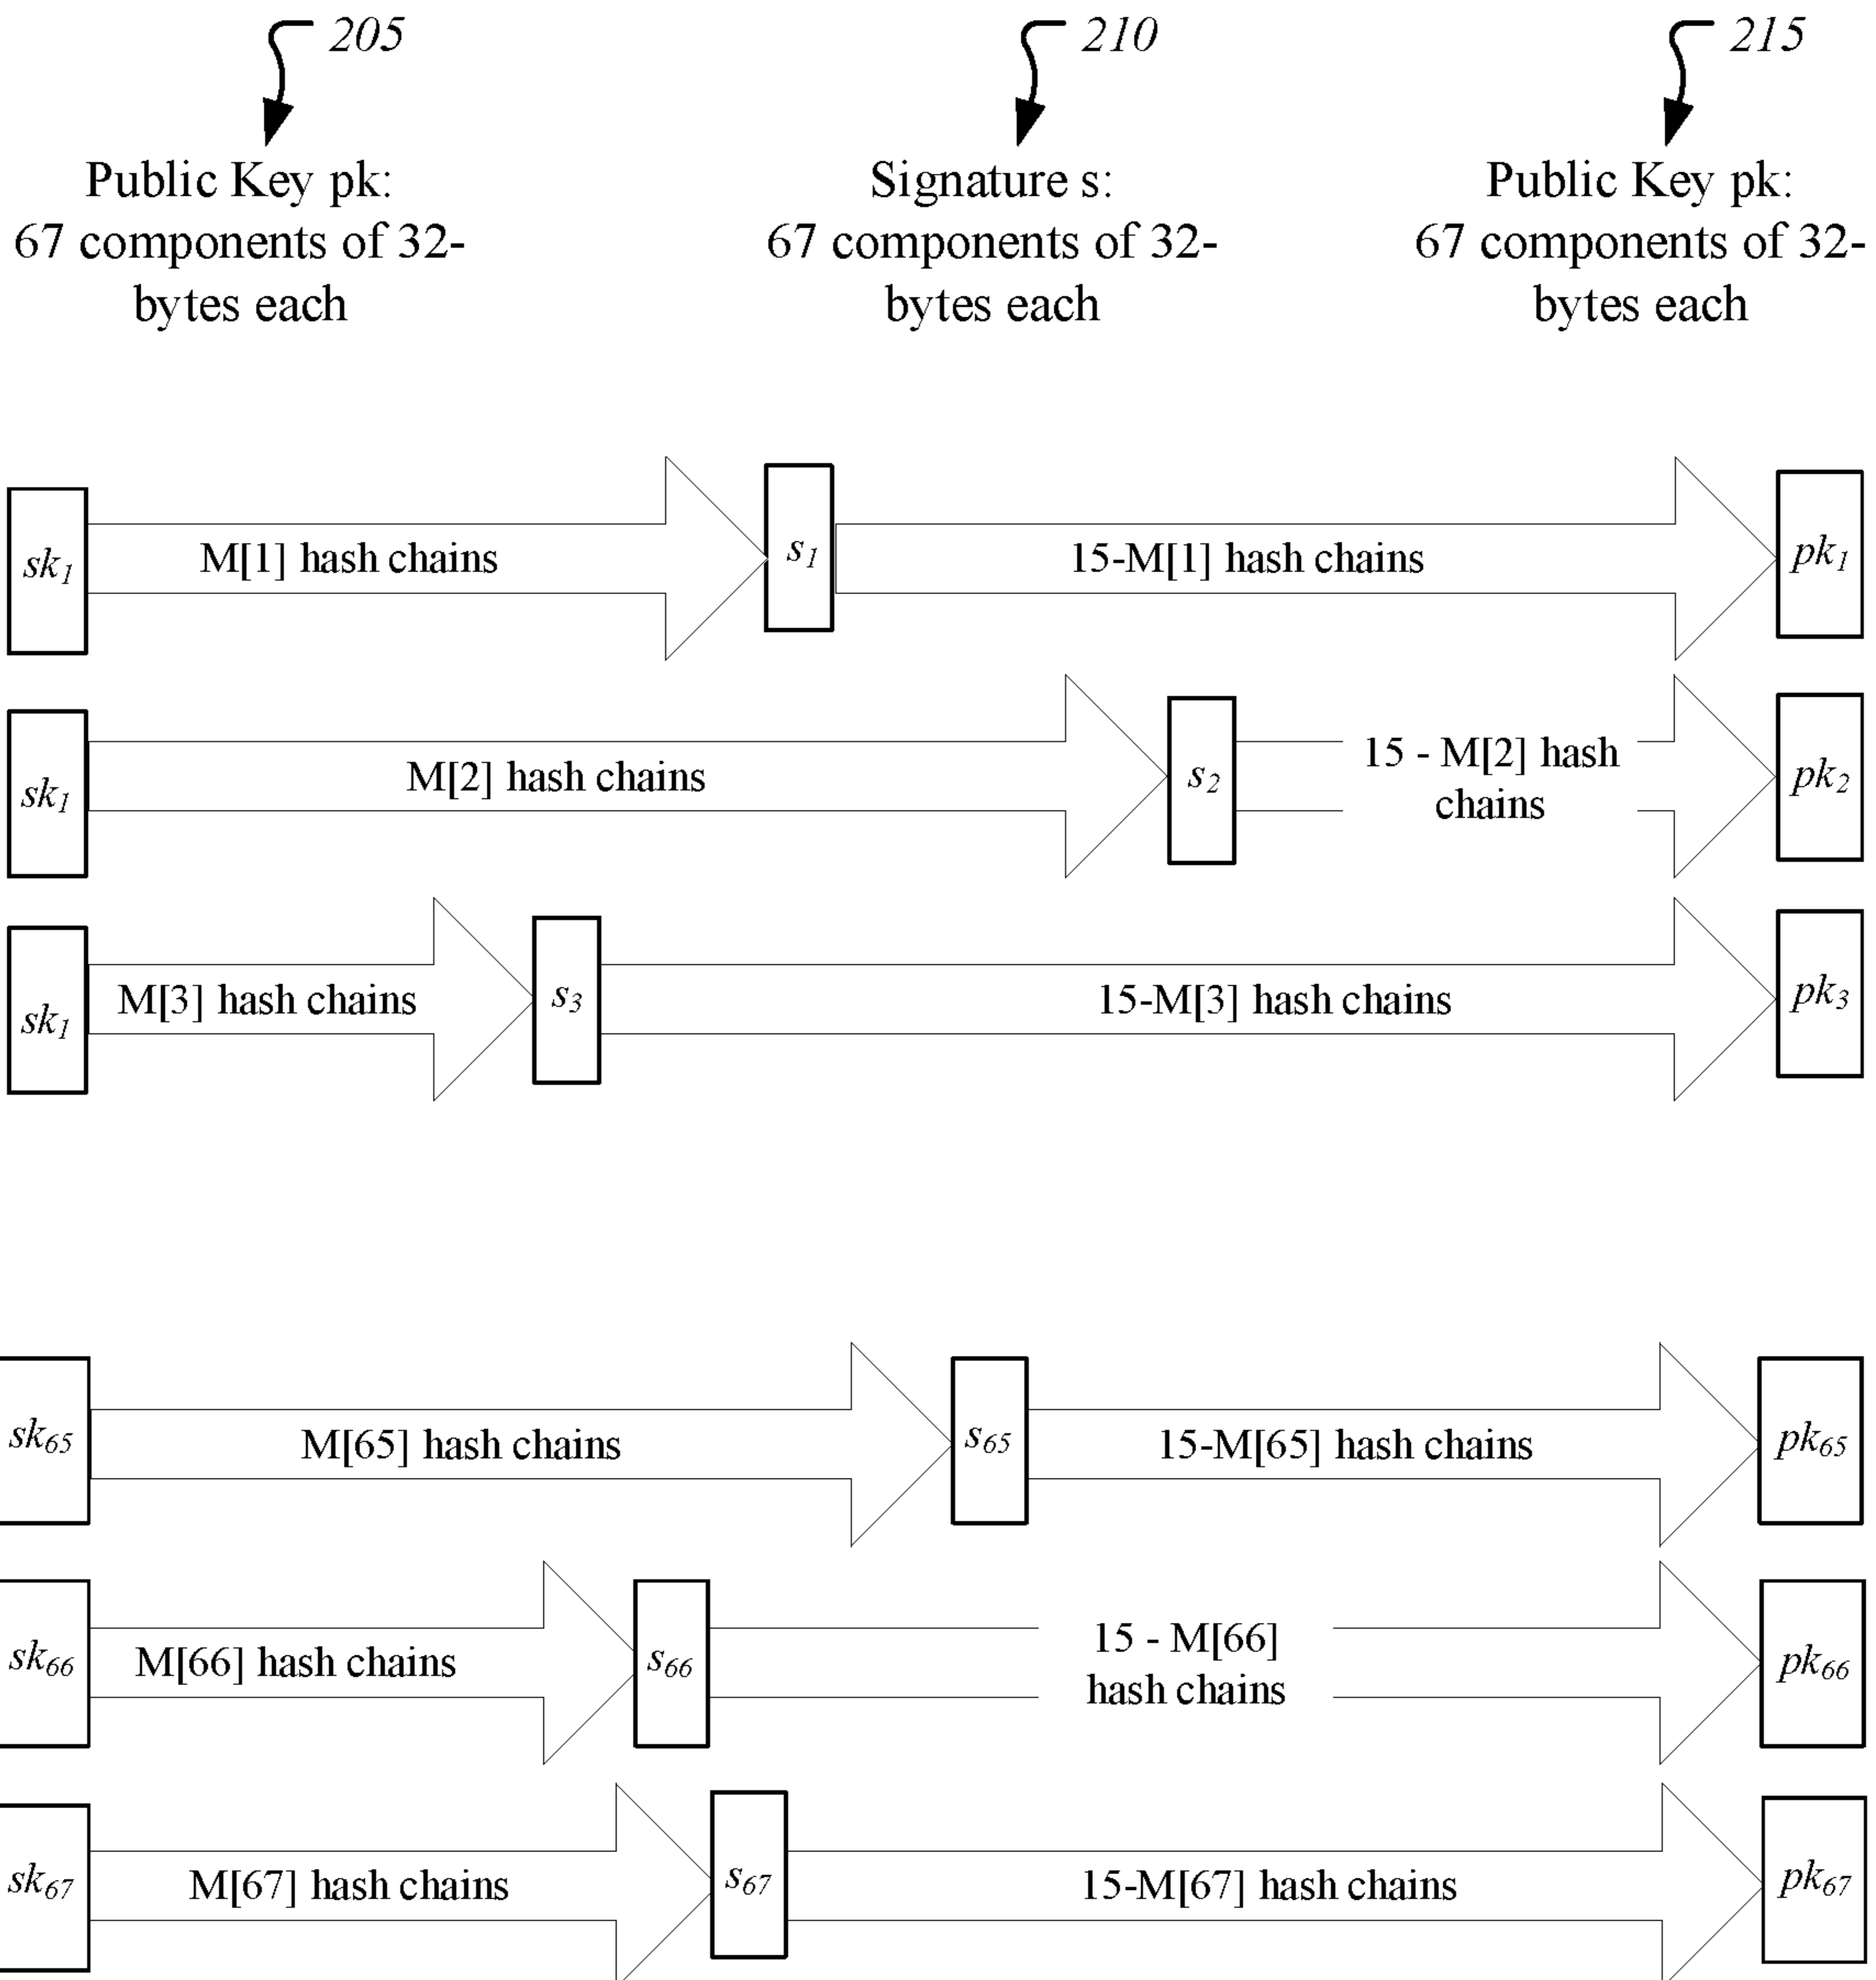 205
210
215
Public Key pk:
67 components of 32-
bytes each
Signature s:
67 components of 32-
bytes each
Public Key pk:
67 components of 32-
bytes each
sk1
M[1] hash chains
s1
15-M[1] hash chains
pk1
sk1
M[2] hash chains
s2
15 - M[2] hash
chains
pk2
sk1
M[3] hash chains
s3
15-M[3] hash chains
pk3
sk65
M[65] hash chains
s65
15-M[65] hash chains
pk65
sk66
M[66] hash chains
s66
15 - M[66]
hash chains
pk66
sk67
M[67] hash chains
s67
15-M[67] hash chains
pk67